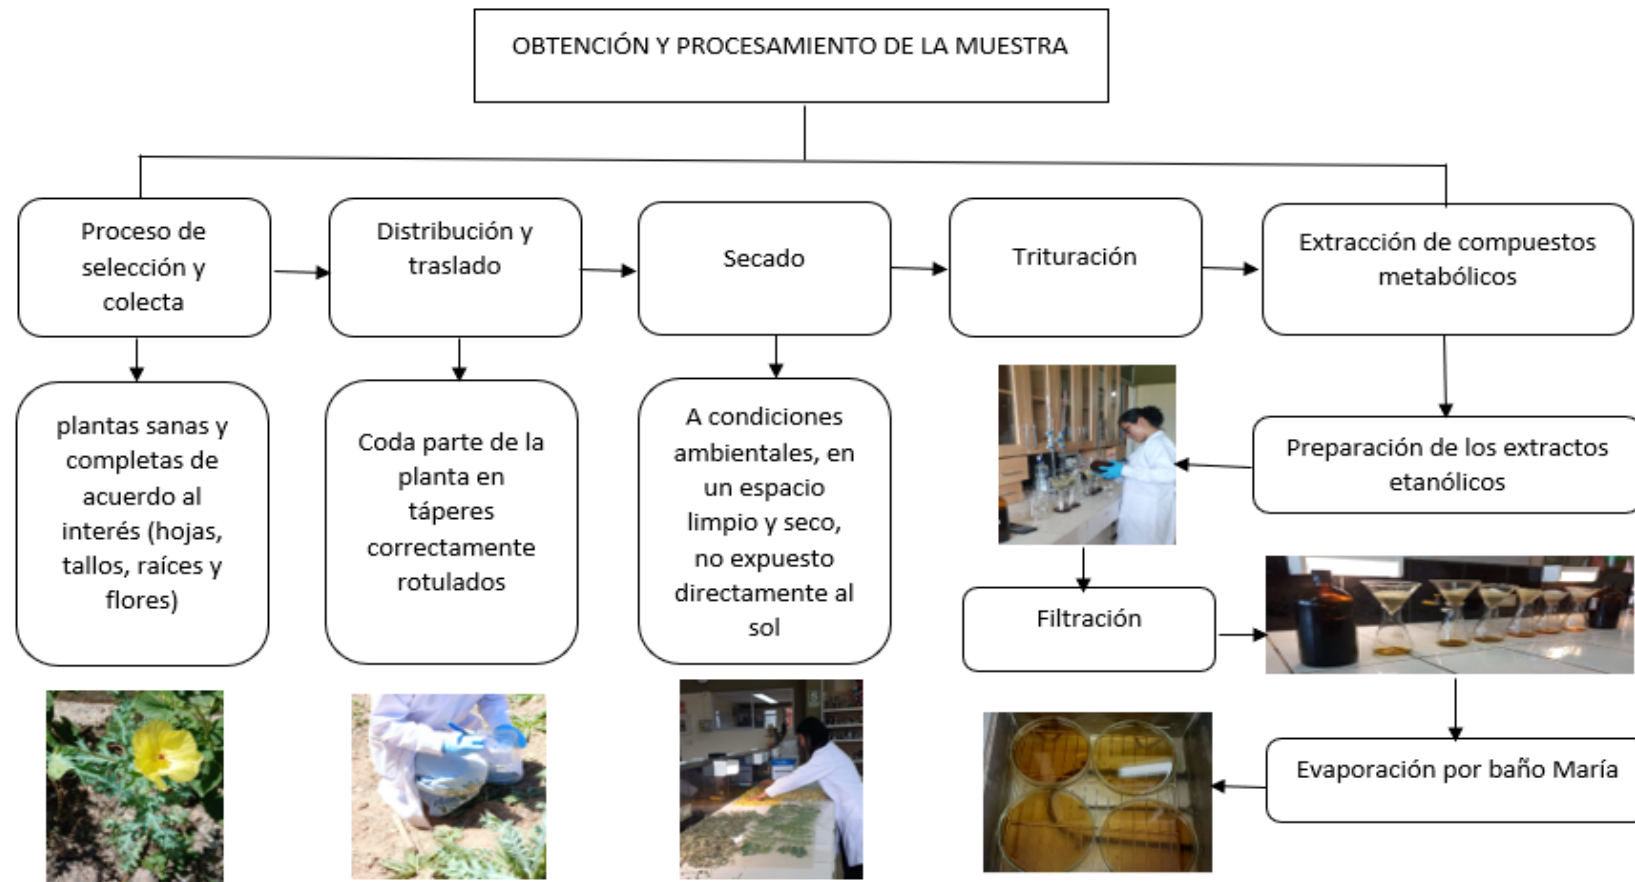 OBTENCIÓN Y PROCESAMIENTO DE LA MUESTRA
Proceso de
selección y
colecta
Distribución y
traslado
Secado
Trituración
Extracción de compuestos
metabólicos
plantas sanas y
completas de
acuerdo al
interés (hojas,
tallos, raíces y
flores)
Coda parte de la
planta en
táperes
correctamente
rotulados
A condiciones
ambientales, en
un espacio
limpio y seco,
no expuesto
directamente al
sol
Preparación de los extractos
etanólicos
Filtración
Evaporación por baño María